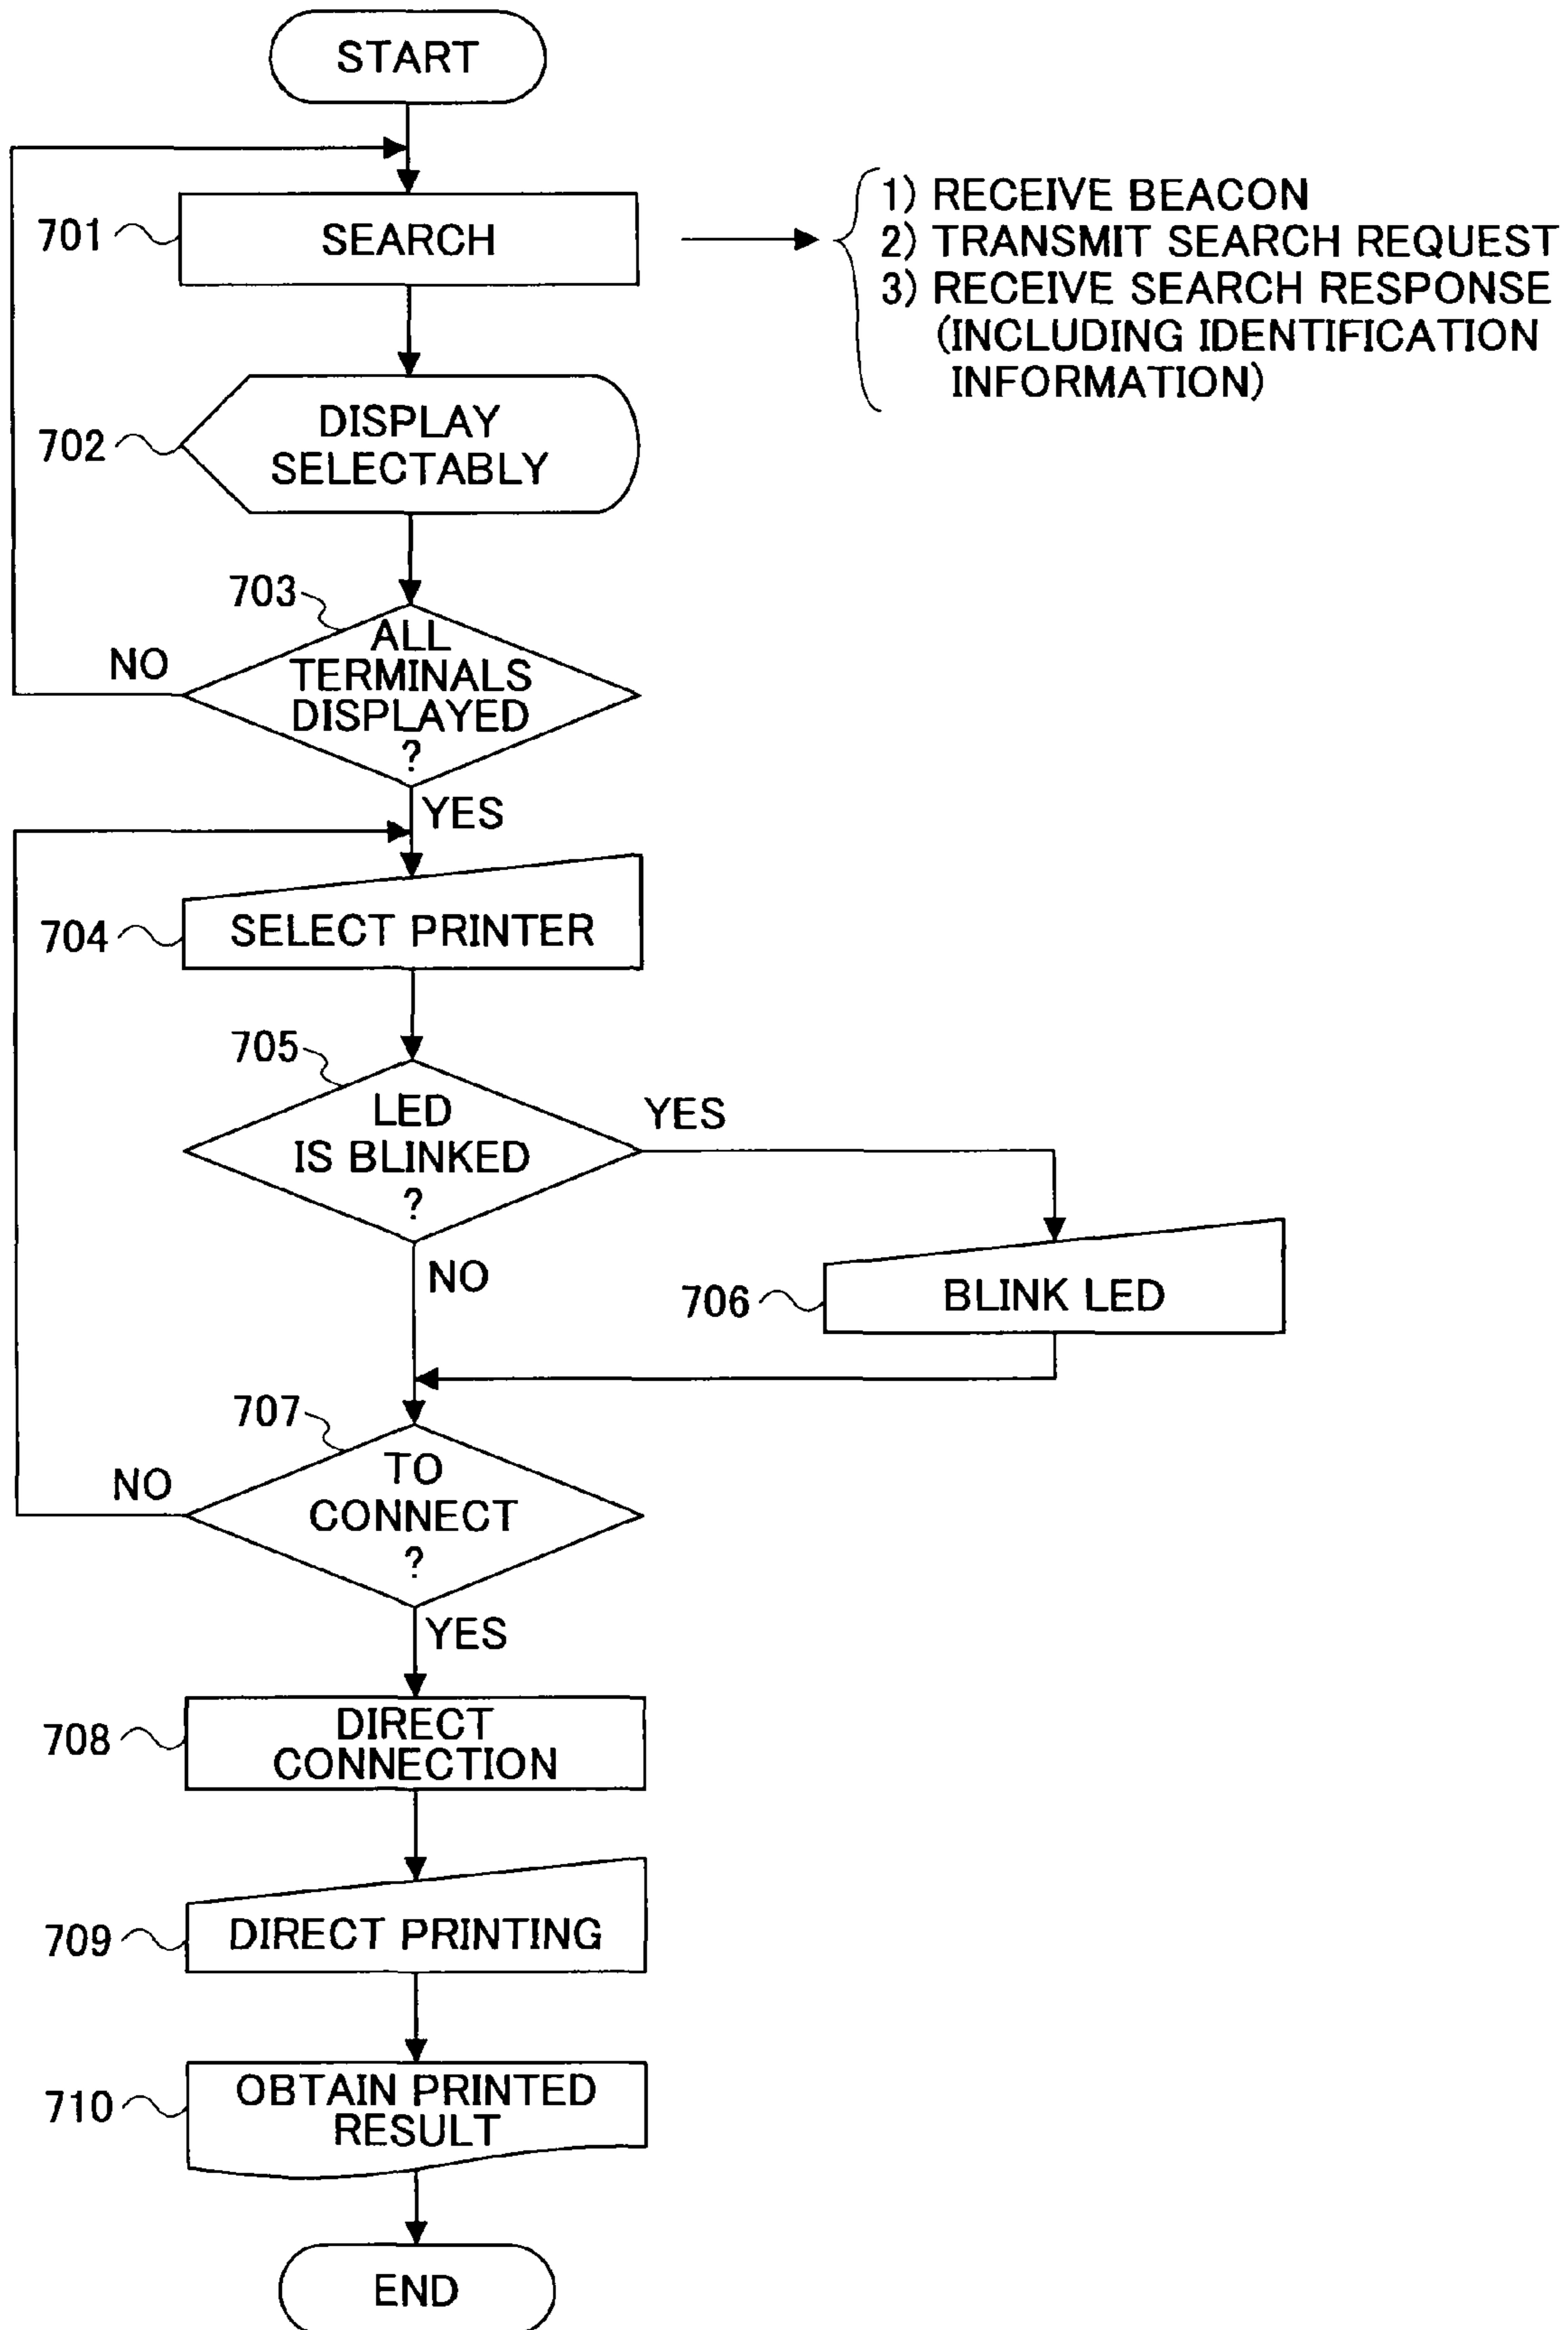 START
701
SEARCH
1) RECEIVE BEACON
2) TRANSMIT SEARCH REQUEST
3) RECEIVE SEARCH RESPONSE
(INCLUDING IDENTIFICATION
INFORMATION)
702
DISPLAY
SELECTABLY
703
ALL
TERMINALS
DISPLAYED
?
NO
YES
704
SELECT PRINTER
705
LED
IS BLINKED
?
YES
NO
706
BLINK LED
707
TO
CONNECT
?
NO
YES
708
DIRECT
CONNECTION
709
DIRECT PRINTING
710
OBTAIN PRINTED
RESULT
END